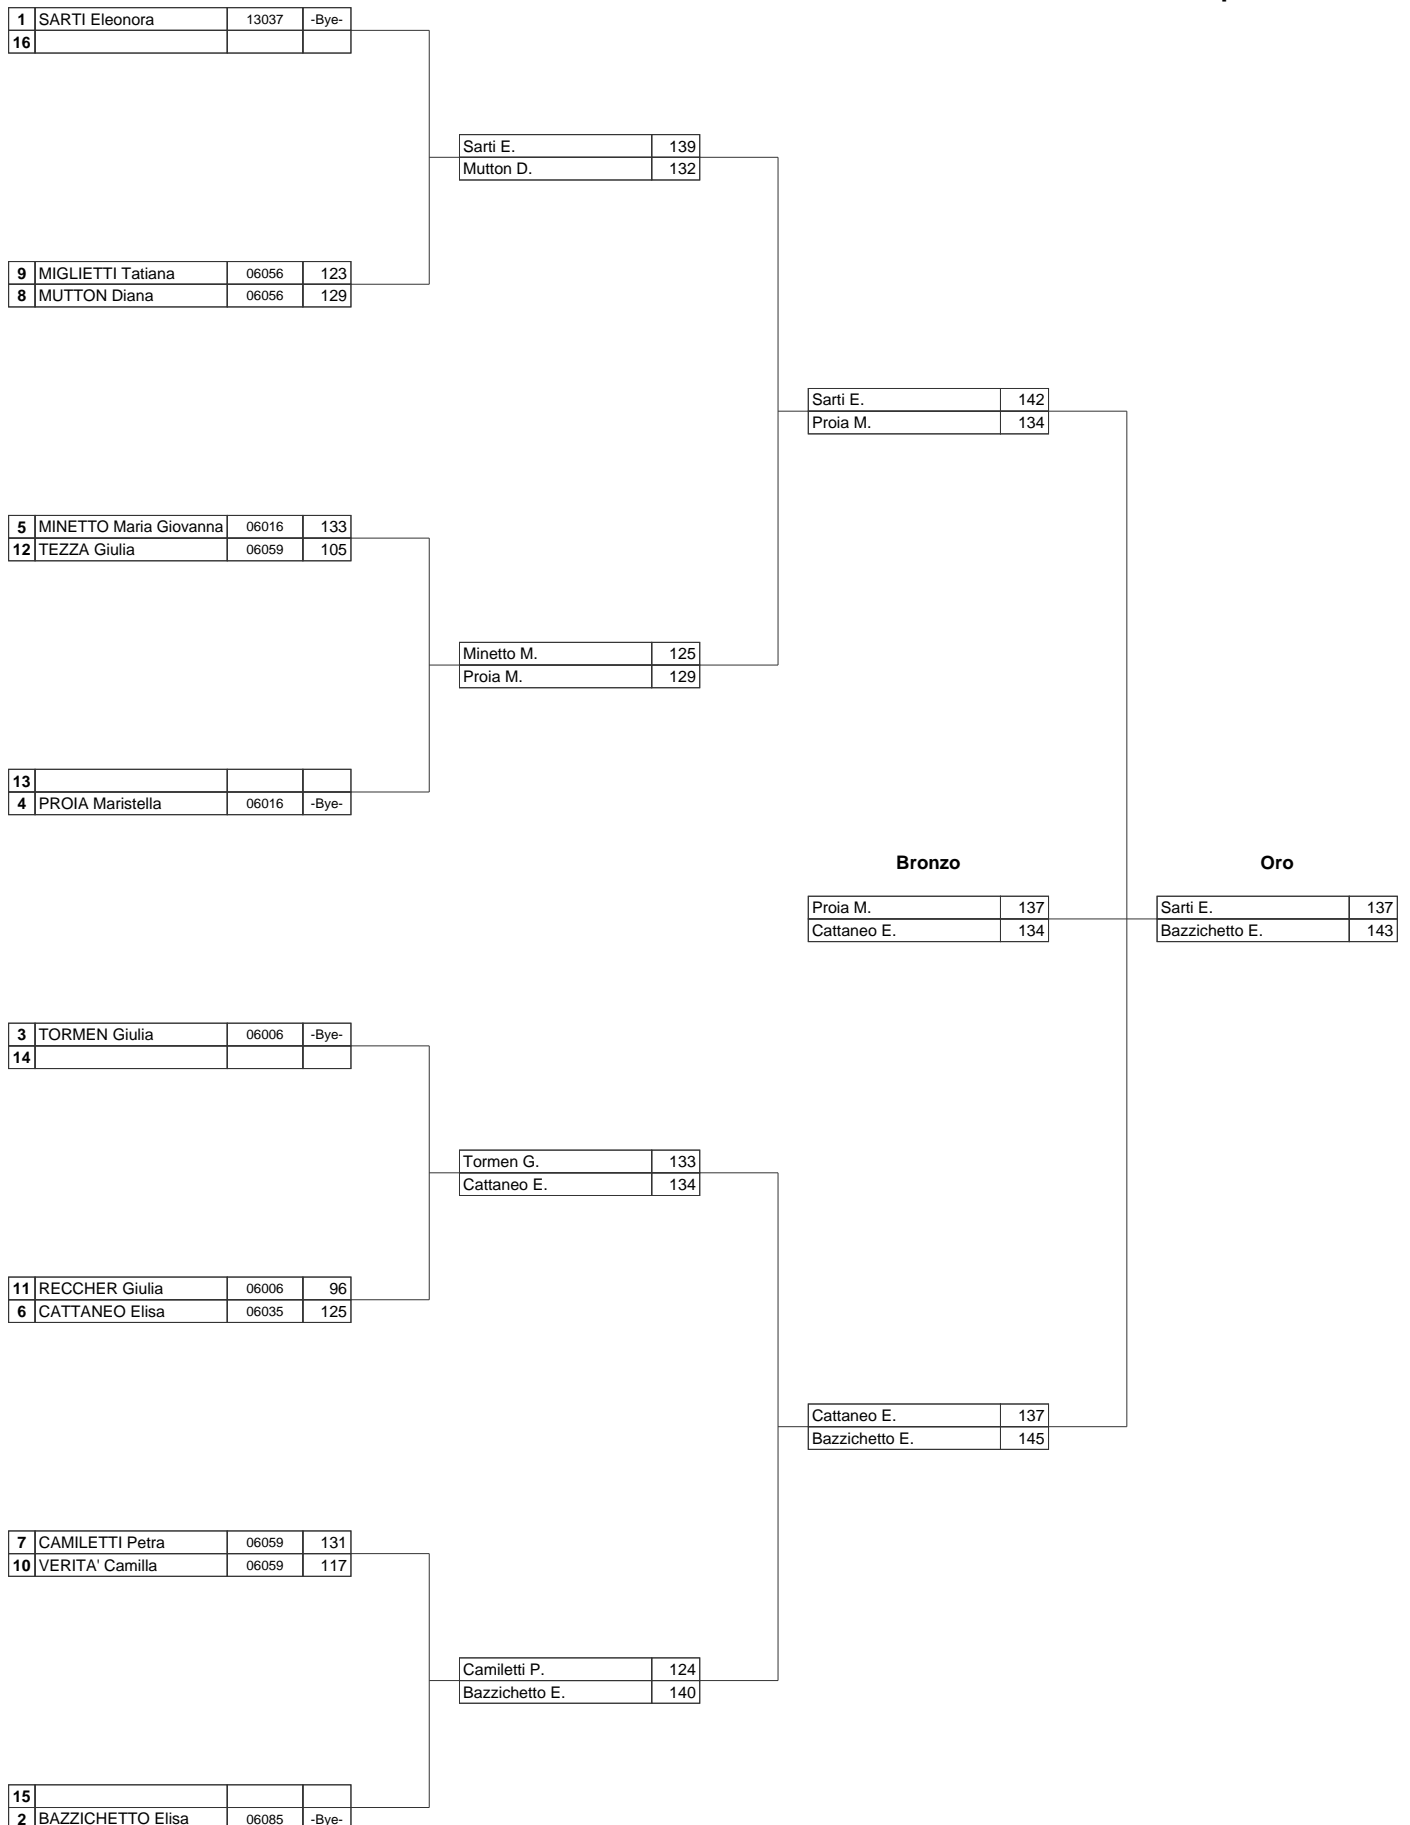 1 SARTI Eleonora 13037 -Bye-
16
Sarti E. 139
Mutton D. 132
9 MIGLIETTI Tatiana 06056 123
8 MUTTON Diana 06056 129
Sarti E. 142
Proia M. 134
5 MINETTO Maria Giovanna 06016 133
12 TEZZA Giulia 06059 105
Minetto M. 125
Proia M. 129
13
4 PROIA Maristella 06016 -Bye-
Bronzo Oro
Proia M. 137 Sarti E. 137
Cattaneo E. 134 Bazzichetto E. 143
3 TORMEN Giulia 06006 -Bye-
14
Tormen G. 133
Cattaneo E. 134
11 RECCHER Giulia 06006 96
6 CATTANEO Elisa 06035 125
Cattaneo E. 137
Bazzichetto E. 145
7 CAMILETTI Petra 06059 131
10 VERITA' Camilla 06059 117
Camiletti P. 124
Bazzichetto E. 140
15
2 BAZZICHETTO Elisa 06085 -Bye-